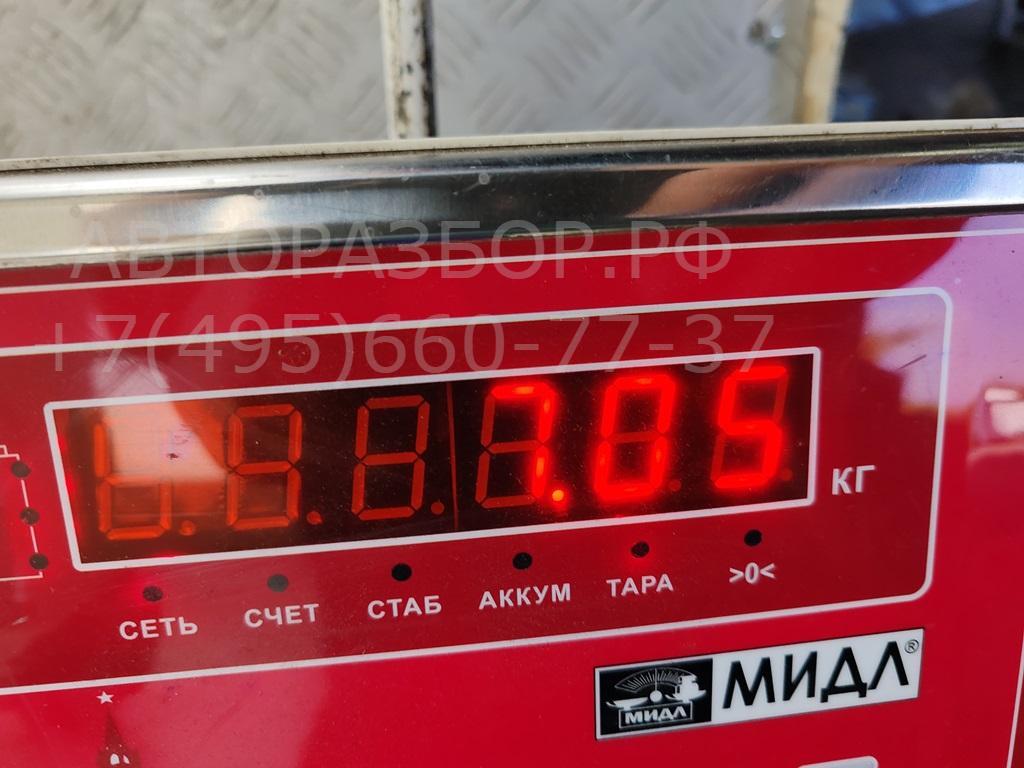 АВТОРАЗБОР.РФ
+7(495)660-77-37
7.05
КГ
СЕТЬ СЧЕТ СТАБ АККУМ ТАРА >0<
МИДЛ МИДЛ®